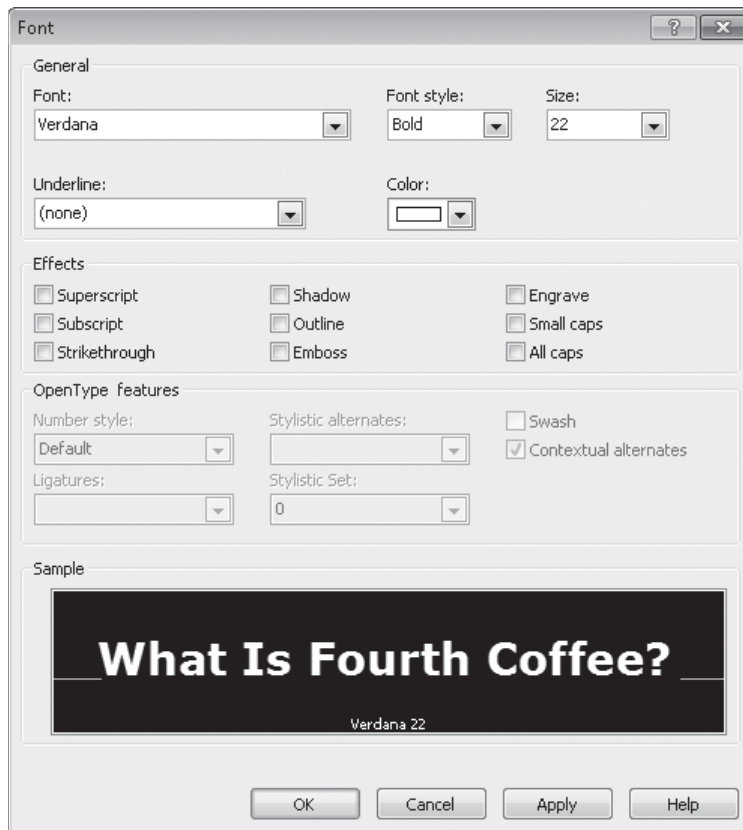 Font
General
Font: Font style: Size:
Verdana Bold 22
Underline: Color:
(none)
Effects
Superscript Shadow Engrave
Subscript Outline Small caps
Strikethrough Emboss All caps
OpenType features
Number style: Stylistic alternates: Swash
Default Contextual alternates
Ligatures: Stylistic Set:
0
Sample
What Is Fourth Coffee?
Verdana 22
OK Cancel Apply Help